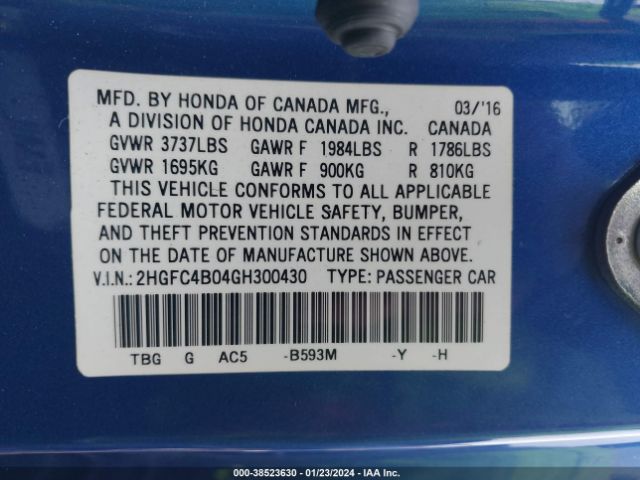 MFD. BY HONDA OF CANADA MFG., 03/'16
A DIVISION OF HONDA CANADA INC. CANADA
GVWR 3737LBS GAWR F 1984LBS R 1786LBS
GVWR 1695KG GAWR F 900KG R 810KG
THIS VEHICLE CONFORMS TO ALL APPLICABLE
FEDERAL MOTOR VEHICLE SAFETY, BUMPER,
AND THEFT PREVENTION STANDARDS IN EFFECT
ON THE DATE OF MANUFACTURE SHOWN ABOVE.
V.I.N.: 2HGFC4B04GH300430 TYPE: PASSENGER CAR
TBG G AC5 -B593M -Y -H
000-38523630 - 01/23/2024 - IAA Inc.